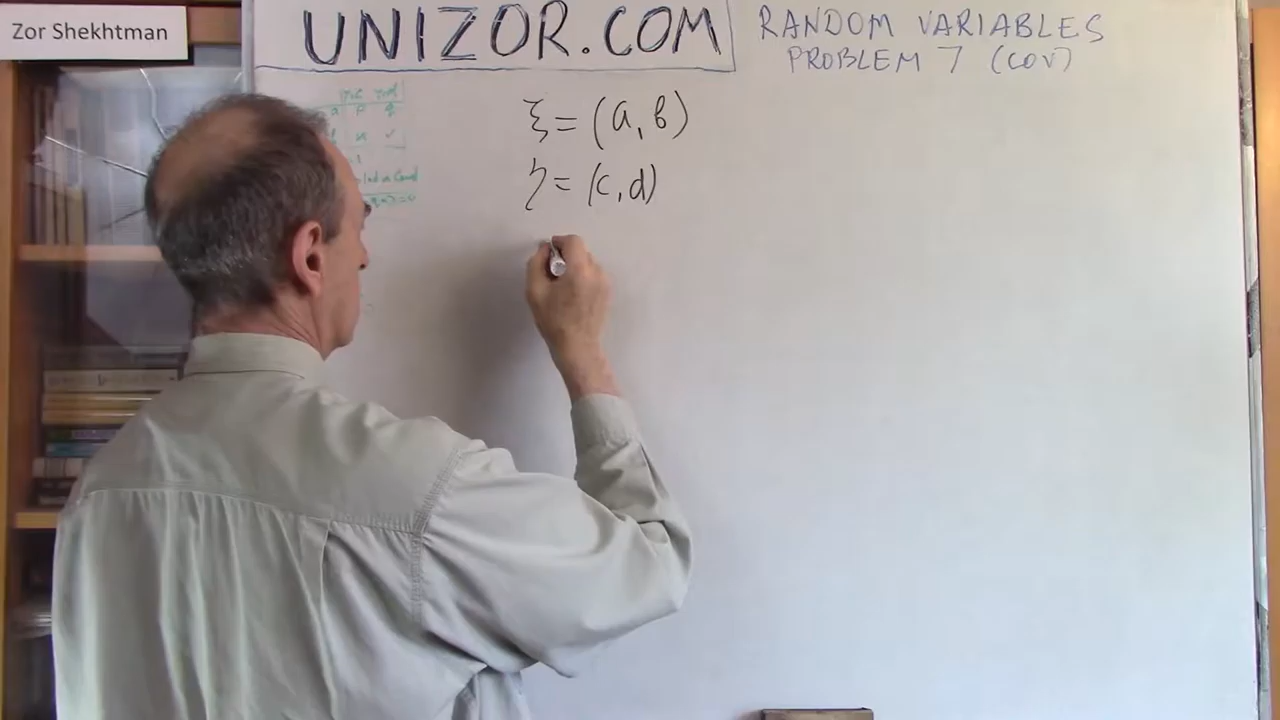 Zor Shekhtman
UNIZOR.COM
RANDOM VARIABLES
PROBLEM 7 (COV)
ξ = (a, b)
η = (c, d)